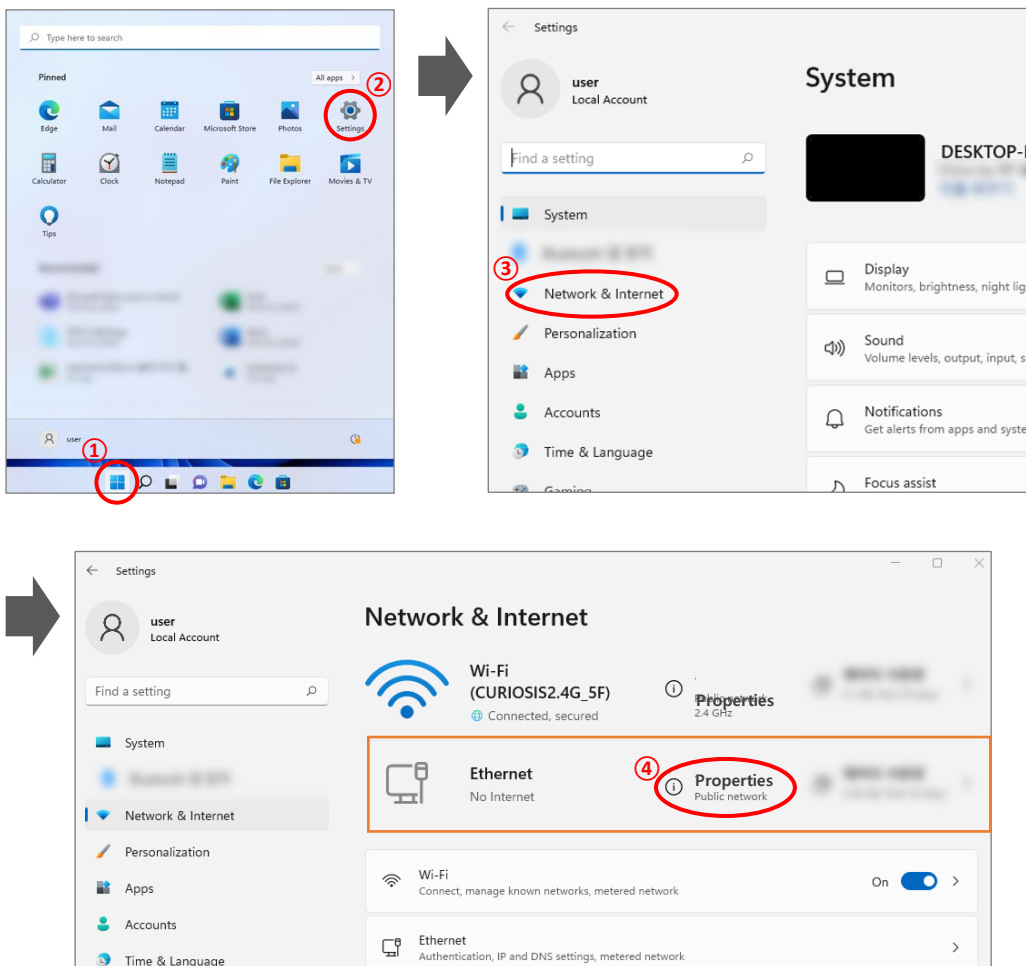 Type here to search
Pinned
All apps >
②
Edge
Mail
Calendar
Microsoft Store
Photos
Settings
Calculator
Clock
Notepad
Paint
File Explorer
Movies & TV
Tips
user
①
Settings
user
Local Account
Find a setting
System
③
Network & Internet
Personalization
Apps
Accounts
Time & Language
Gaming
System
DESKTOP-
Display
Monitors, brightness, night lig
Sound
Volume levels, output, input, s
Notifications
Get alerts from apps and syste
Focus assist
Settings
user
Local Account
Find a setting
System
Network & Internet
Personalization
Apps
Accounts
Time & Language
Network & Internet
Wi-Fi
(CURIOSIS2.4G_5F)
Connected, secured
Properties
2.4 GHz
Ethernet
No Internet
④
Properties
Public network
Wi-Fi
Connect, manage known networks, metered network
On
Ethernet
Authentication, IP and DNS settings, metered network